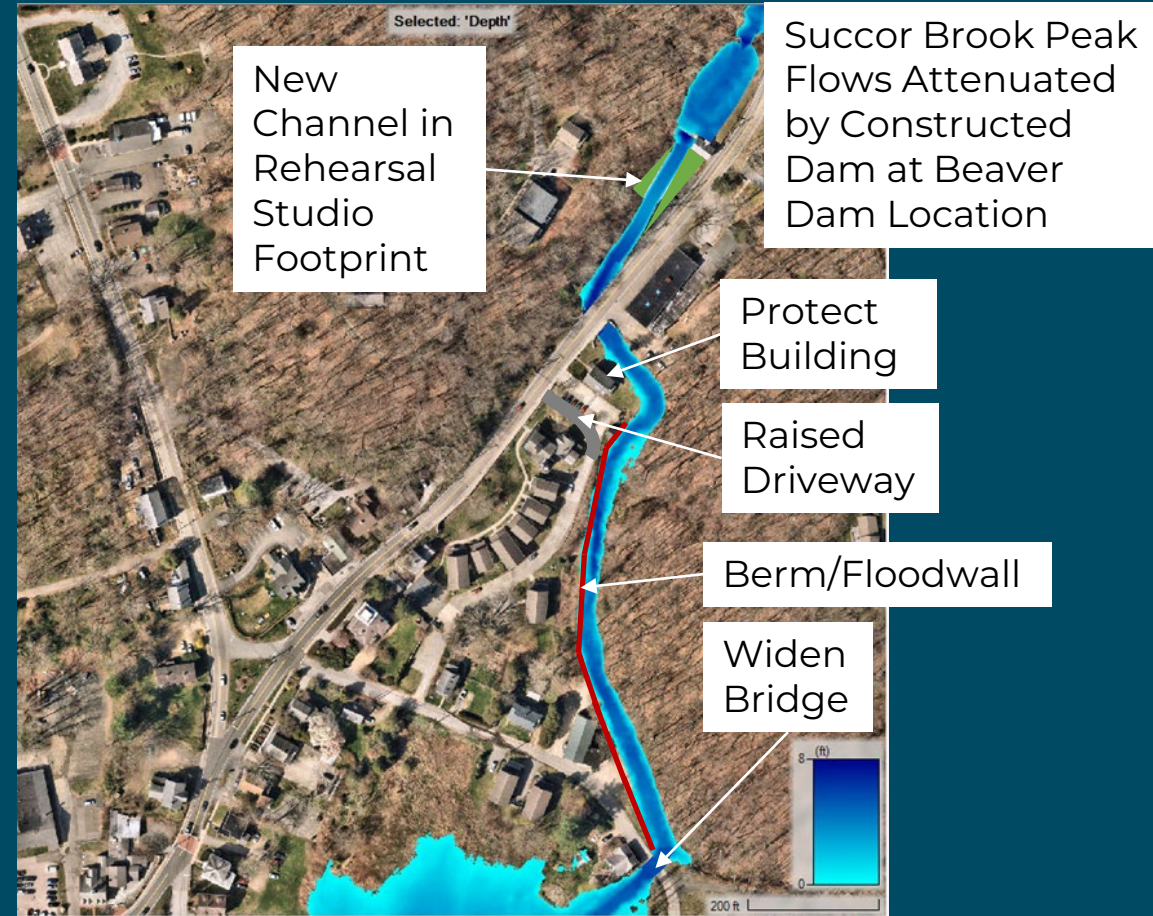 Selected: 'Depth'
New
Channel in
Rehearsal
Studio
Footprint
Succor Brook Peak
Flows Attenuated
by Constructed
Dam at Beaver
Dam Location
Protect
Building
Raised
Driveway
Berm/Floodwall
Widen
Bridge
(ft)
8
0
200 ft